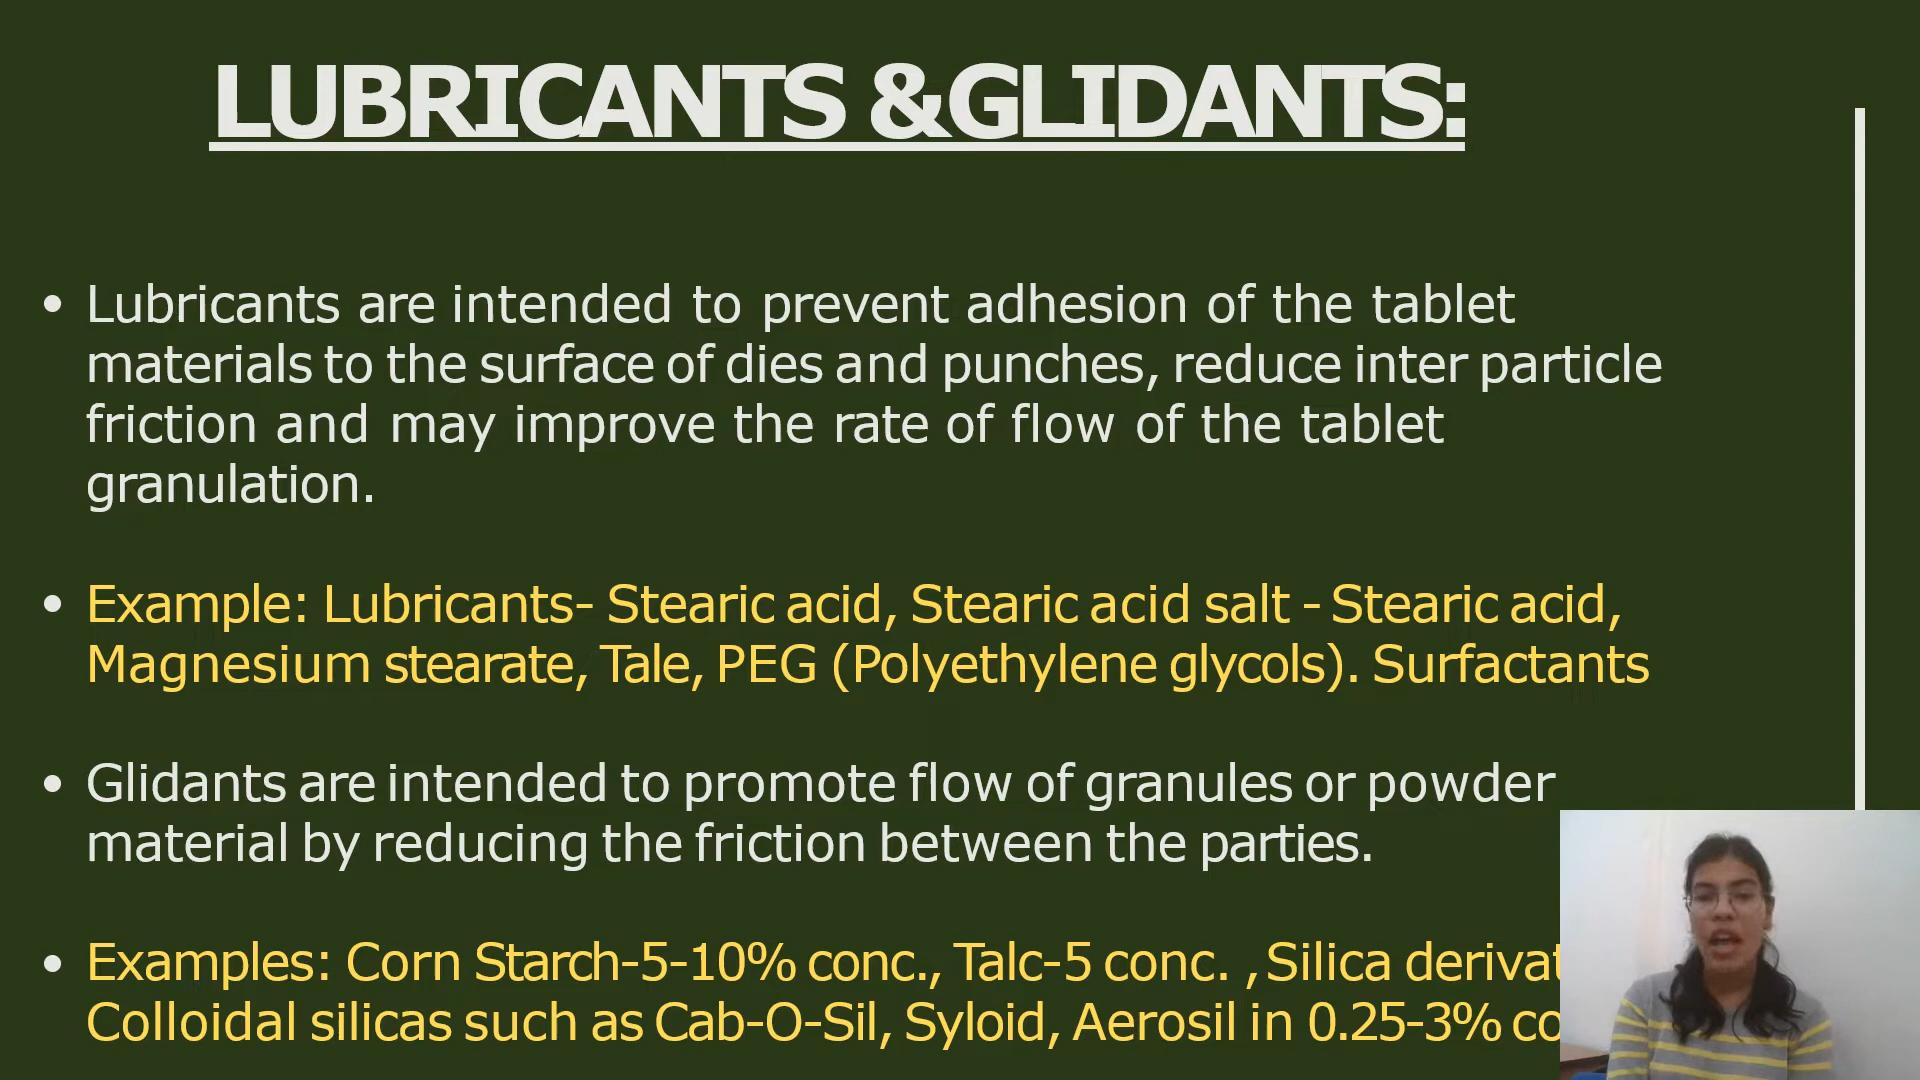 LUBRICANTS &GLIDANTS:
• Lubricants are intended to prevent adhesion of the tablet
materials to the surface of dies and punches, reduce inter particle
friction and may improve the rate of flow of the tablet
granulation.
• Example: Lubricants- Stearic acid, Stearic acid salt - Stearic acid,
Magnesium stearate, Tale, PEG (Polyethylene glycols). Surfactants
• Glidants are intended to promote flow of granules or powder
material by reducing the friction between the parties.
• Examples: Corn Starch-5-10% conc., Talc-5 conc. ,Silica
Colloidal silicas such as Cab-O-Sil, Syloid, Aerosil in 0.25-3%